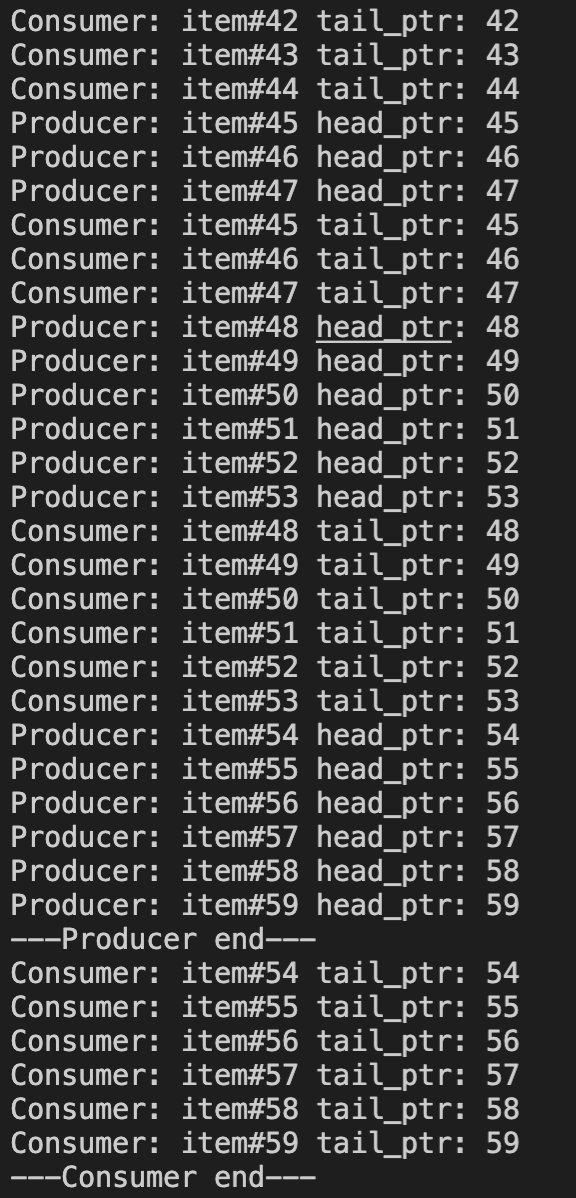 Consumer: item#42 tail_ptr: 42
Consumer: item#43 tail_ptr: 43
Consumer: item#44 tail_ptr: 44
Producer: item#45 head_ptr: 45
Producer: item#46 head_ptr: 46
Producer: item#47 head_ptr: 47
Consumer: item#45 tail_ptr: 45
Consumer: item#46 tail_ptr: 46
Consumer: item#47 tail_ptr: 47
Producer: item#48 head_ptr: 48
Producer: item#49 head_ptr: 49
Producer: item#50 head_ptr: 50
Producer: item#51 head_ptr: 51
Producer: item#52 head_ptr: 52
Producer: item#53 head_ptr: 53
Consumer: item#48 tail_ptr: 48
Consumer: item#49 tail_ptr: 49
Consumer: item#50 tail_ptr: 50
Consumer: item#51 tail_ptr: 51
Consumer: item#52 tail_ptr: 52
Consumer: item#53 tail_ptr: 53
Producer: item#54 head_ptr: 54
Producer: item#55 head_ptr: 55
Producer: item#56 head_ptr: 56
Producer: item#57 head_ptr: 57
Producer: item#58 head_ptr: 58
Producer: item#59 head_ptr: 59
---Producer end---
Consumer: item#54 tail_ptr: 54
Consumer: item#55 tail_ptr: 55
Consumer: item#56 tail_ptr: 56
Consumer: item#57 tail_ptr: 57
Consumer: item#58 tail_ptr: 58
Consumer: item#59 tail_ptr: 59
---Consumer end---